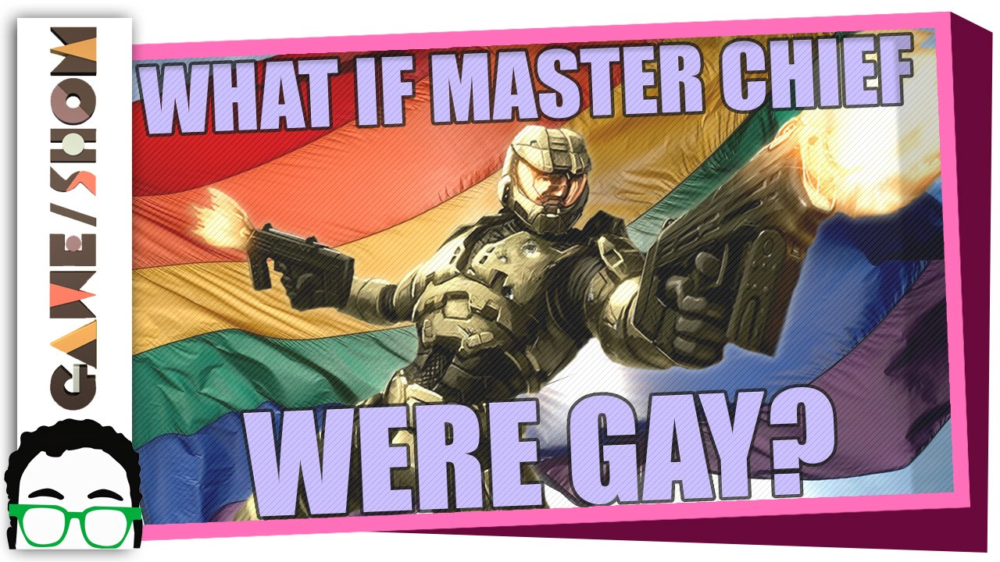 GAME/SHOW
WHAT IF MASTER CHIEF
WERE GAY?